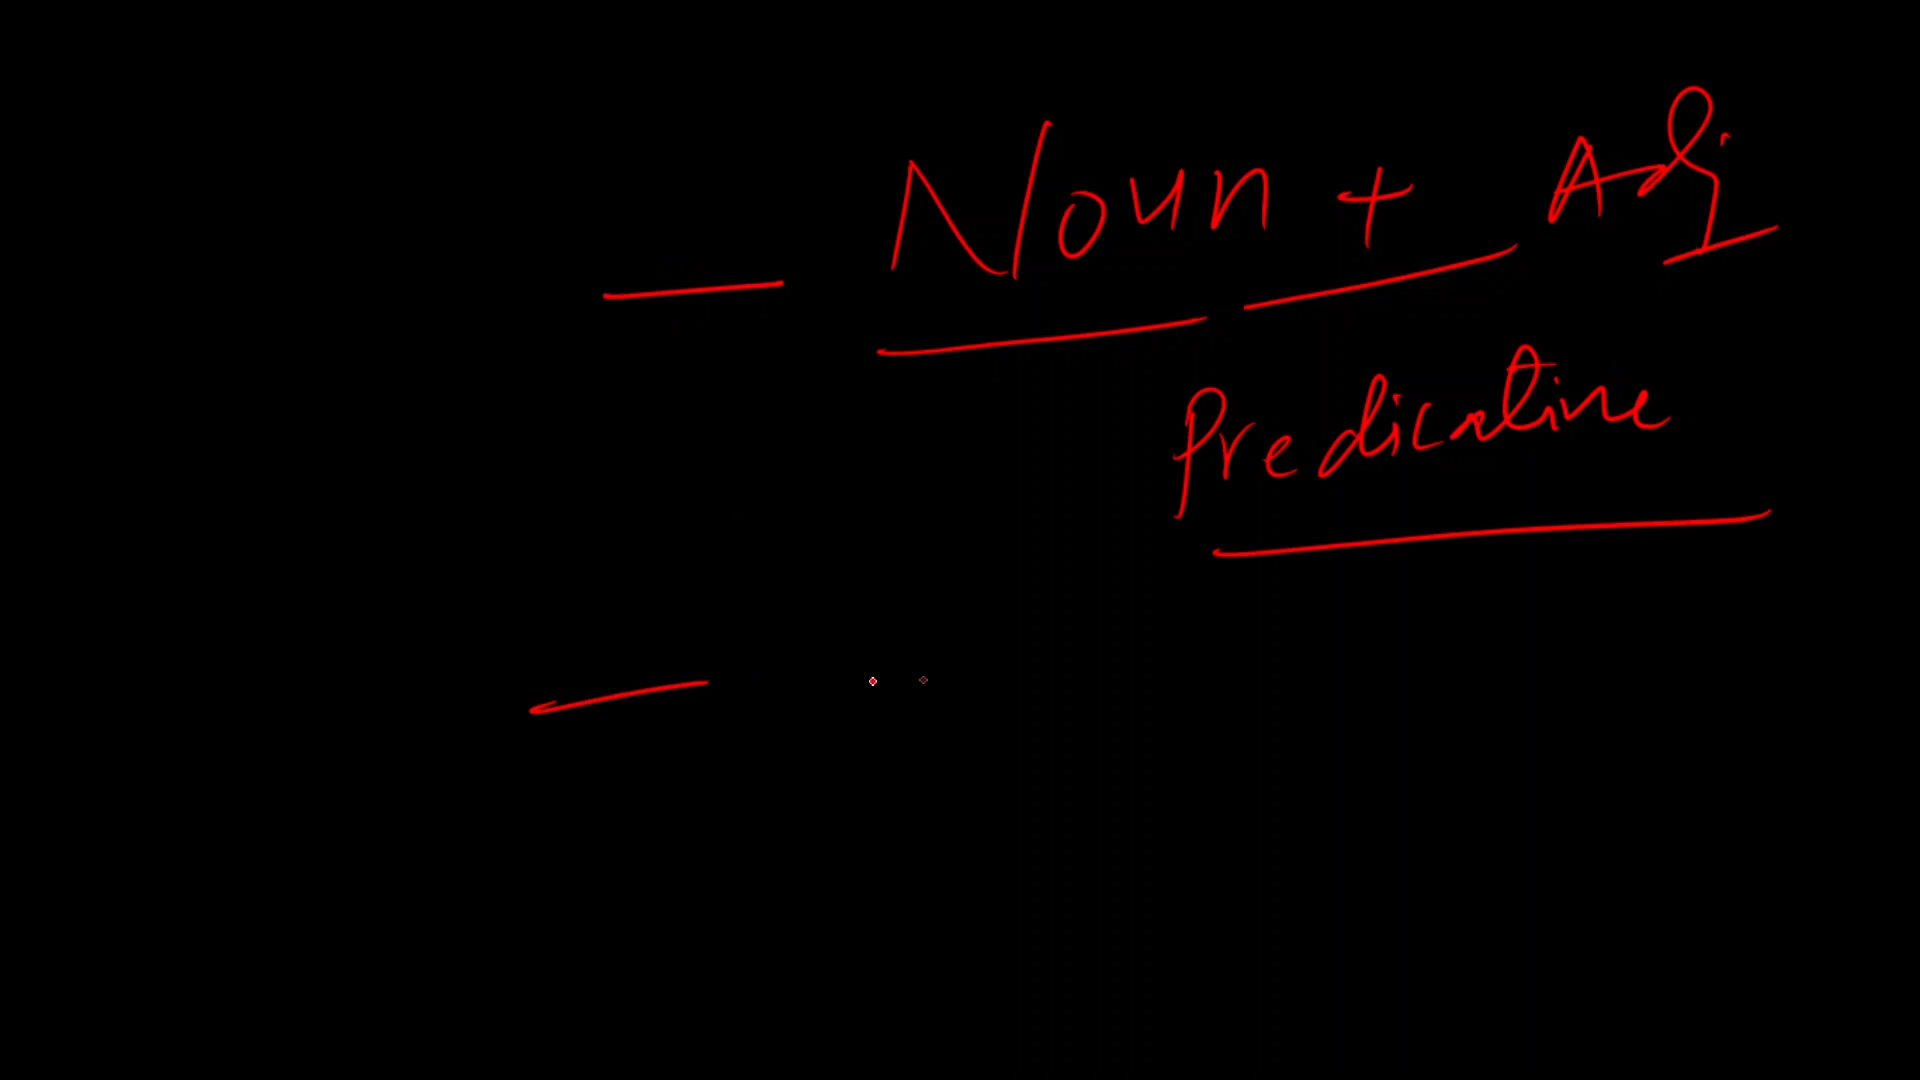 — Noun + Adj
Predicative
—